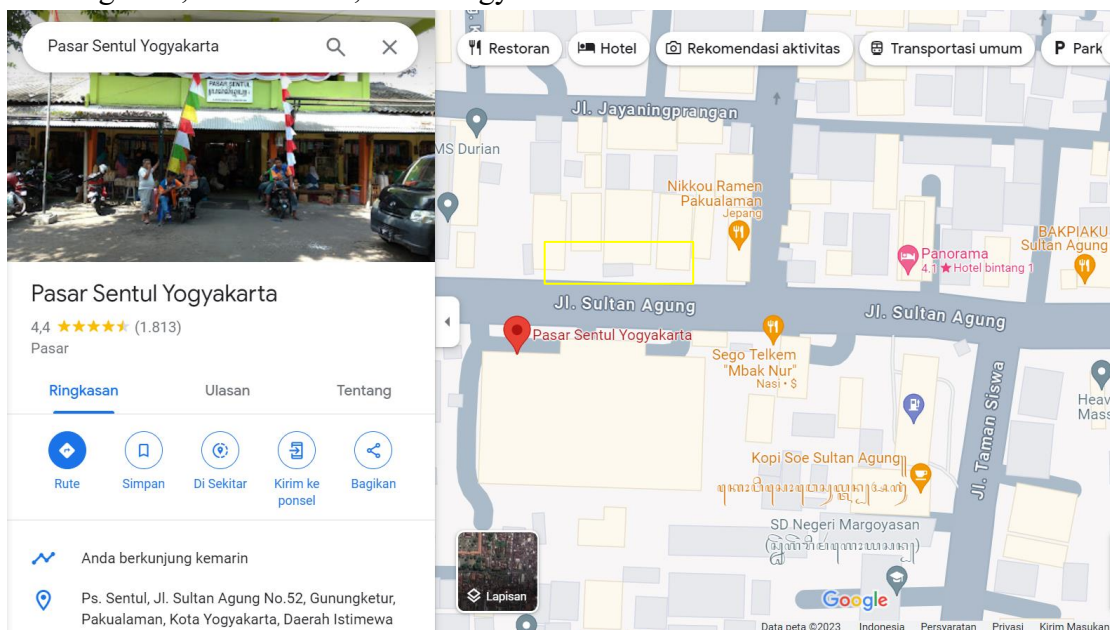 Pasar Sentul Yogyakarta
PASAR SENTUL
Pasar Sentul Yogyakarta
4,4 (1.813)
Pasar
Ringkasan Ulasan Tentang
Rute Simpan Di Sekitar Kirim ke ponsel Bagikan
Anda berkunjung kemarin
Ps. Sentul, Jl. Sultan Agung No.52, Gunungketur,
Pakualaman, Kota Yogyakarta, Daerah Istimewa
Restoran Hotel Rekomendasi aktivitas Transportasi umum P Park
Jl. Jayaningprangan
MS Durian
Nikkou Ramen
Pakualaman
Jepang
Panorama
4.1 Hotel bintang 1
BAKPIAKU
Sultan Agung
Jl. Sultan Agung
Jl. Sultan Agung
Pasar Sentul Yogyakarta
Sego Telkem
"Mbak Nur"
Nasi • $
Jl. Taman Siswa
Heav
Mass
Kopi Soe Sultan Agung
SD Negeri Margoyasan
Lapisan
Google
Data peta ©2023 Indonesia Persyaratan Privasi Kirim Masukan